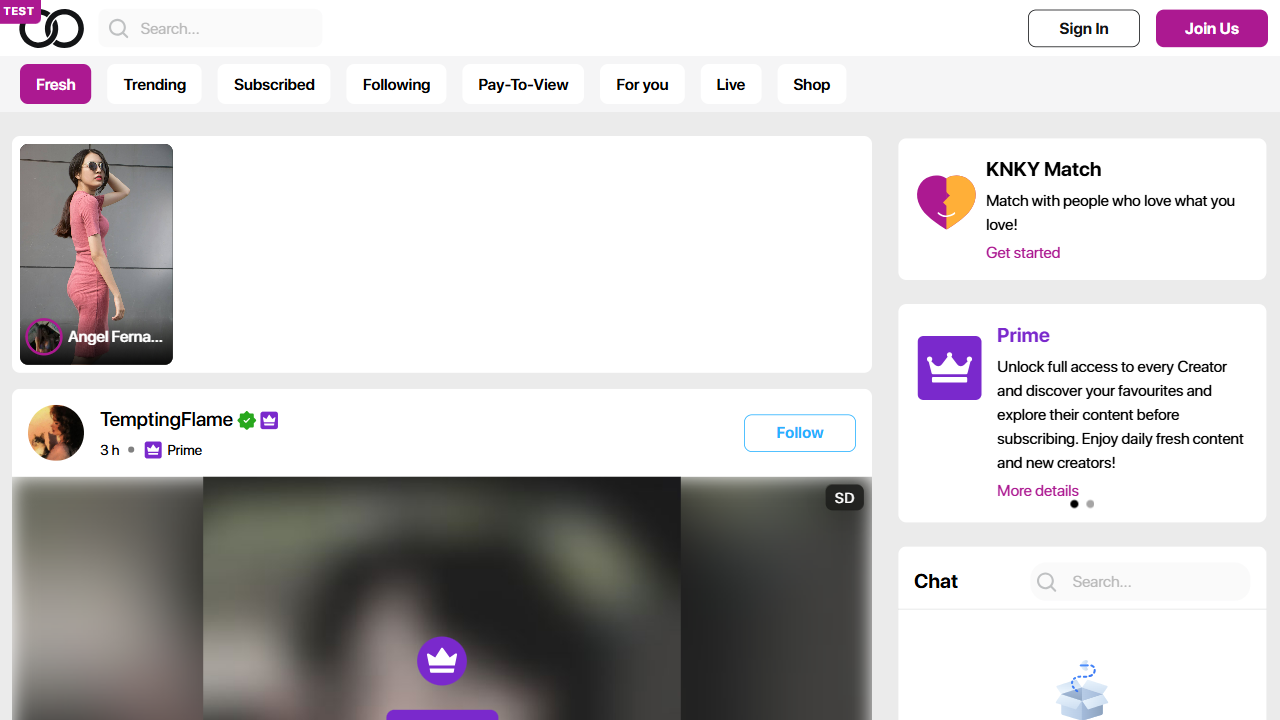 TEST
Search...
Sign In
Join Us
Fresh
Trending
Subscribed
Following
Pay-To-View
For you
Live
Shop
Angel Ferna...
TemptingFlame
3 h
Prime
Follow
SD
KNKY Match
Match with people who love what you
love!
Get started
Prime
Unlock full access to every Creator
and discover your favourites and
explore their content before
subscribing. Enjoy daily fresh content
and new creators!
More details
Chat
Search...